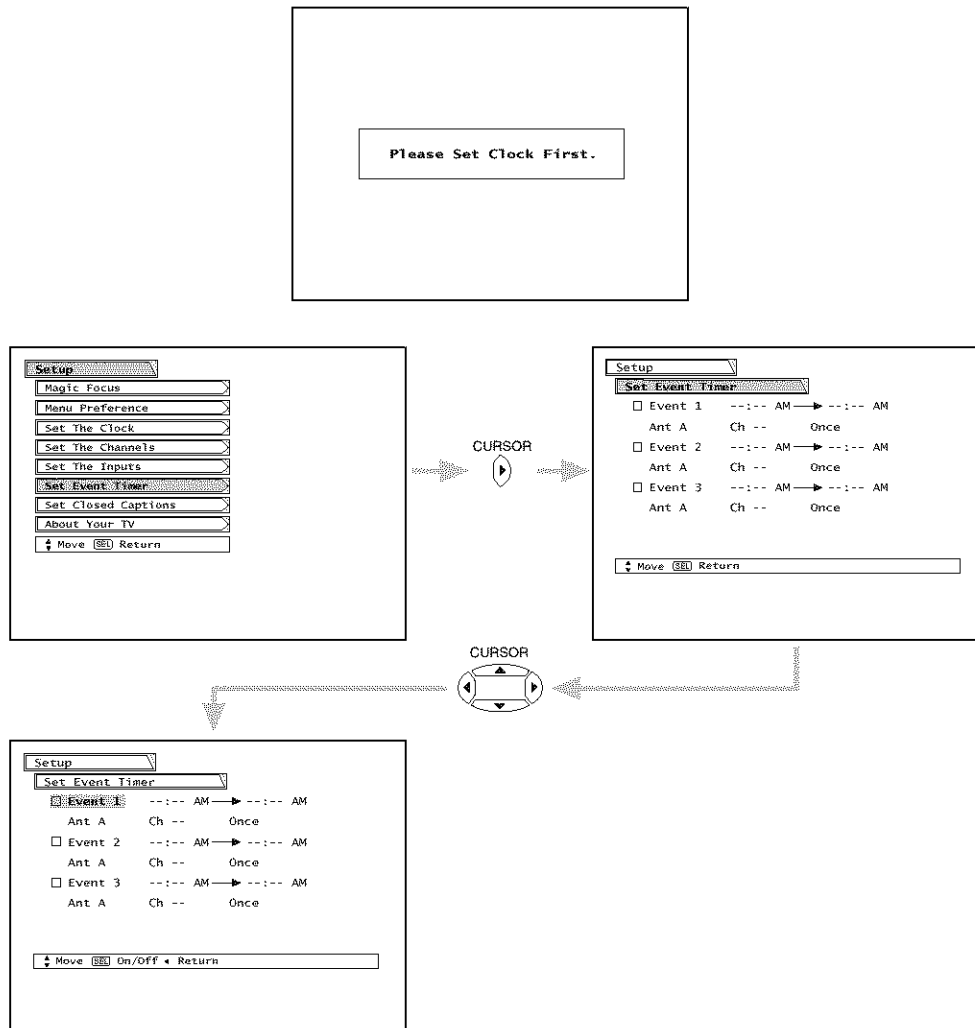 Please Set Clock First.
Setup
Magic Focus
Menu Preference
Set The Clock
Set The Channels
Set The Inputs
Set Event Timer
Set Closed Captions
About Your TV
Move SEL Return
CURSOR
Setup
Set Event Timer
Event 1 --:-- AM --:-- AM
Ant A Ch -- Once
Event 2 --:-- AM --:-- AM
Ant A Ch -- Once
Event 3 --:-- AM --:-- AM
Ant A Ch -- Once
Move SEL Return
CURSOR
Setup
Set Event Timer
Event 1 --:-- AM --:-- AM
Ant A Ch -- Once
Event 2 --:-- AM --:-- AM
Ant A Ch -- Once
Event 3 --:-- AM --:-- AM
Ant A Ch -- Once
Move SEL On/Off Return